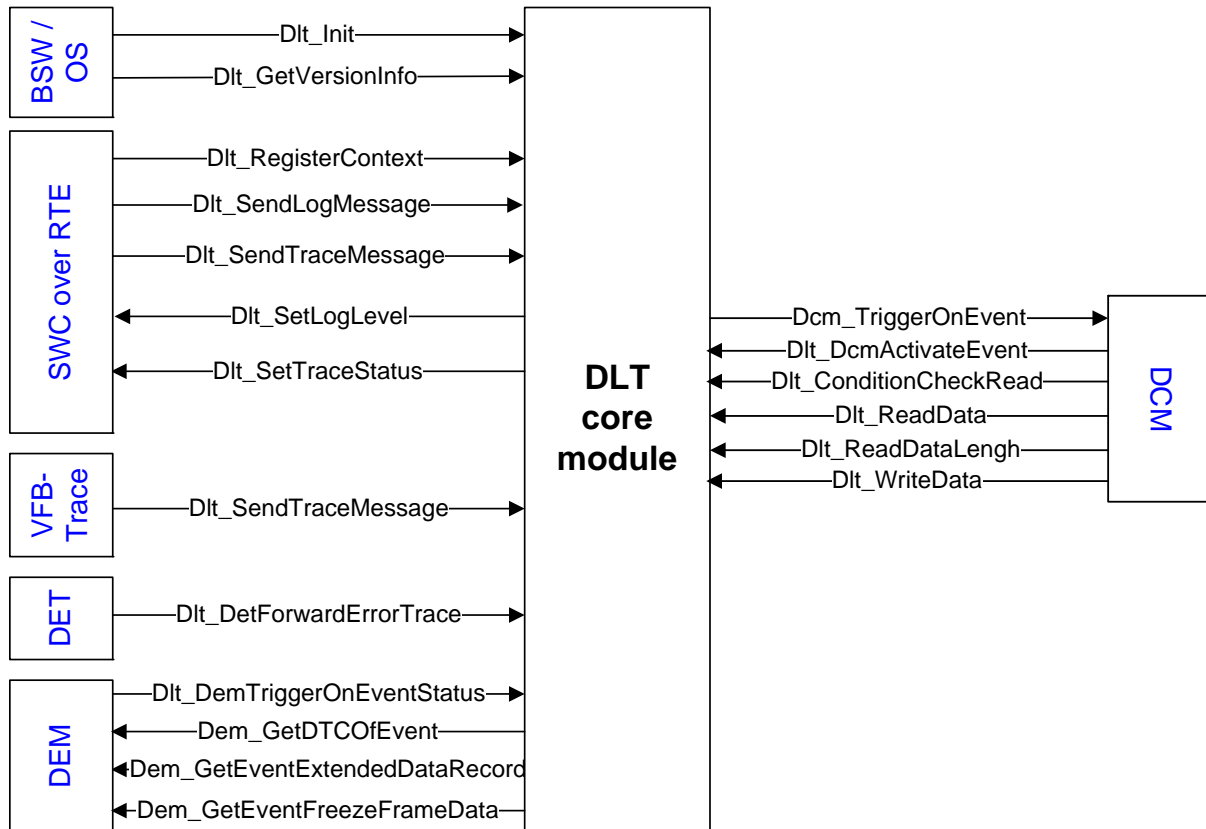 BSW /
OS
Dlt_Init
Dlt_GetVersionInfo
SWC over RTE
Dlt_RegisterContext
Dlt_SendLogMessage
Dlt_SendTraceMessage
Dlt_SetLogLevel
Dlt_SetTraceStatus
VFB-
Trace
Dlt_SendTraceMessage
DET
Dlt_DetForwardErrorTrace
DEM
Dlt_DemTriggerOnEventStatus
Dem_GetDTCOfEvent
Dem_GetEventExtendedDataRecord
Dem_GetEventFreezeFrameData
DLT
core
module
Dcm_TriggerOnEvent
Dlt_DcmActivateEvent
Dlt_ConditionCheckRead
Dlt_ReadData
Dlt_ReadDataLengh
Dlt_WriteData
DCM